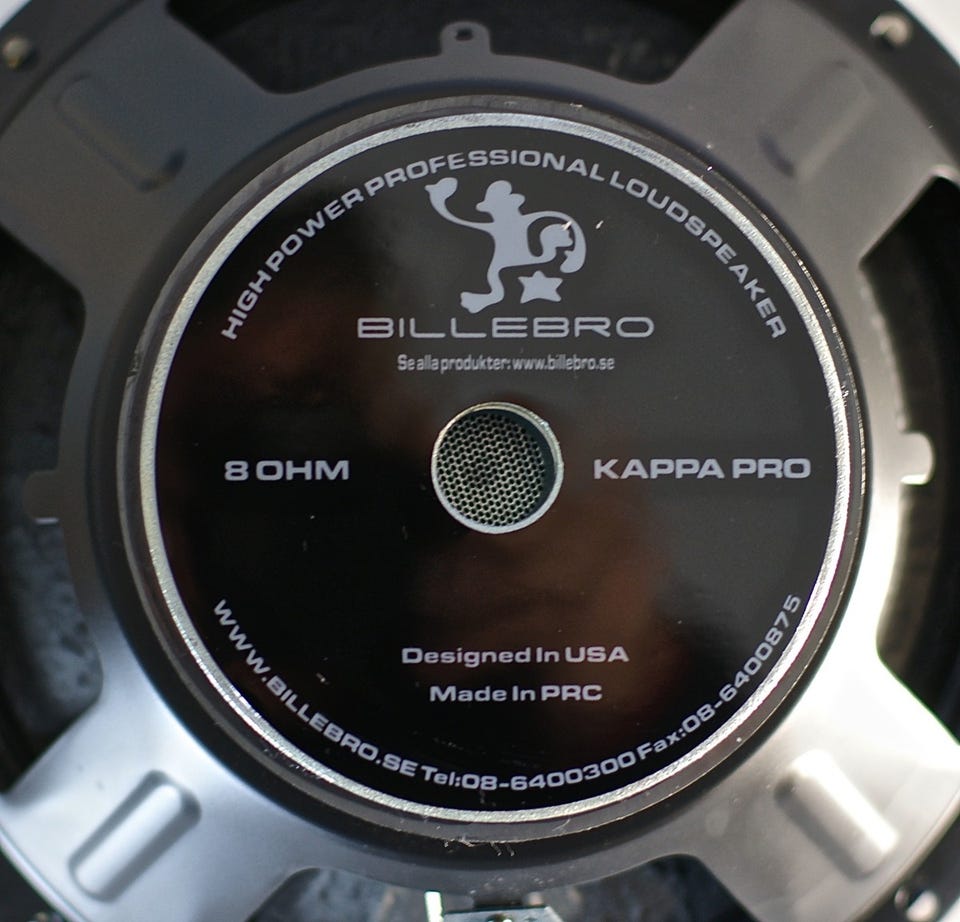 HIGH POWER PROFESSIONAL LOUDSPEAKER
BILLEBRO
Se alla produkter: www.billebro.se
8 OHM
KAPPA PRO
Designed In USA
Made In PRC
WWW.BILLEBRO.SE Tel:08-6400300 Fax:08-6400875